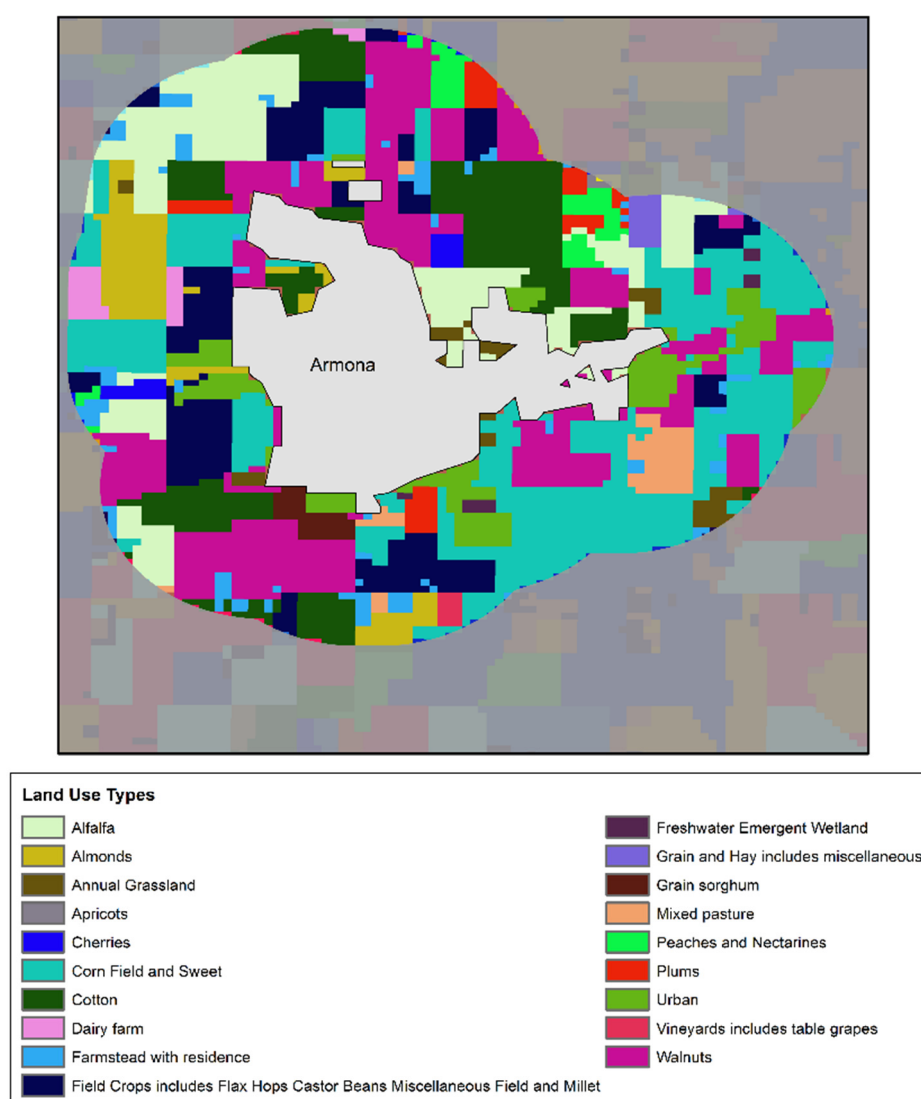 Armona
Land Use Types
Alfalfa
Almonds
Annual Grassland
Apricots
Cherries
Corn Field and Sweet
Cotton
Dairy farm
Farmstead with residence
Field Crops includes Flax Hops Castor Beans Miscellaneous Field and Millet
Freshwater Emergent Wetland
Grain and Hay includes miscellaneous
Grain sorghum
Mixed pasture
Peaches and Nectarines
Plums
Urban
Vineyards includes table grapes
Walnuts